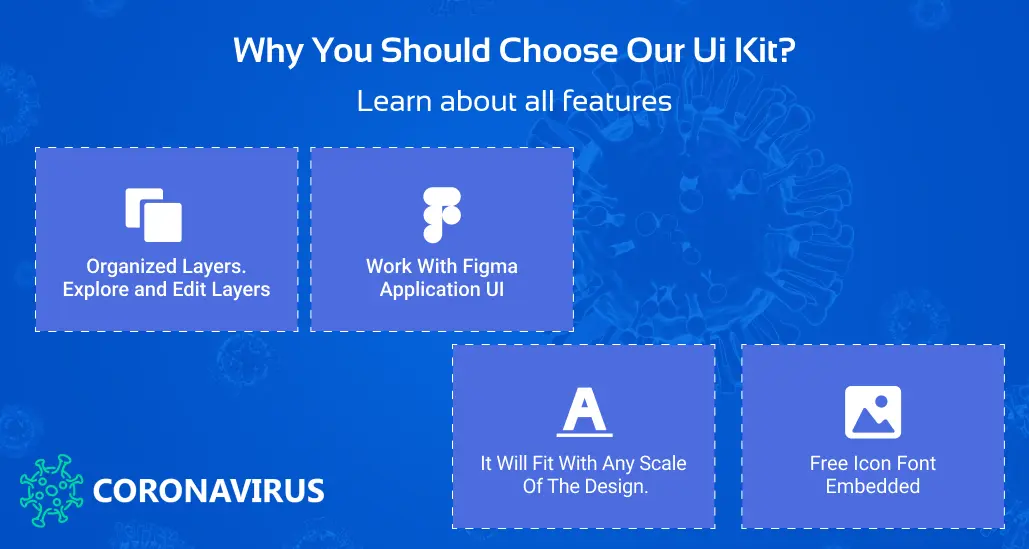 Why You Should Choose Our Ui Kit?
Learn about all features
Organized Layers.
Explore and Edit Layers
Work With Figma
Application UI
It Will Fit With Any Scale
Of The Design.
Free Icon Font
Embedded
CORONAVIRUS